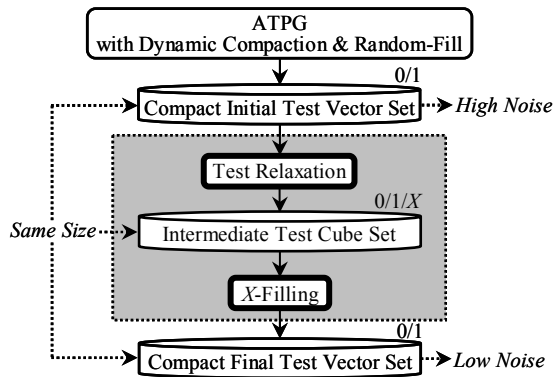 ATPG
with Dynamic Compaction & Random-Fill
0/1
Compact Initial Test Vector Set
High Noise
Test Relaxation
0/1/X
Same Size
Intermediate Test Cube Set
X-Filling
0/1
Compact Final Test Vector Set
Low Noise